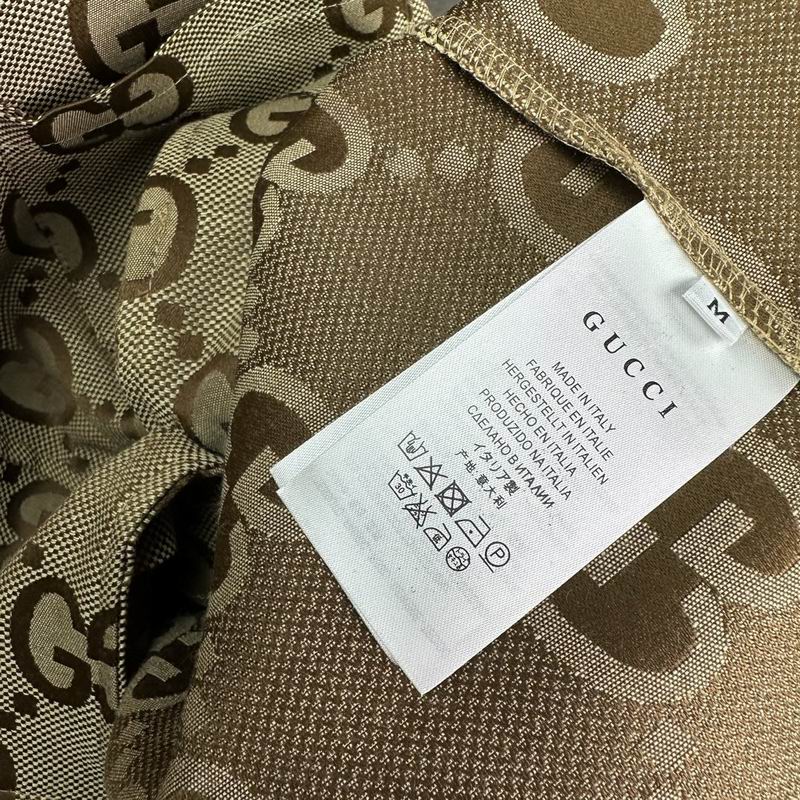 GUCCI
M
MADE IN ITALY
FABRIQUE EN ITALIE
HERGESTELLT IN ITALIEN
HECHO EN ITALIA
PRODUZIDO NA ITALIA
СДЕЛАНО В ИТАЛИИ
イタリア製
产地：意大利
30
P